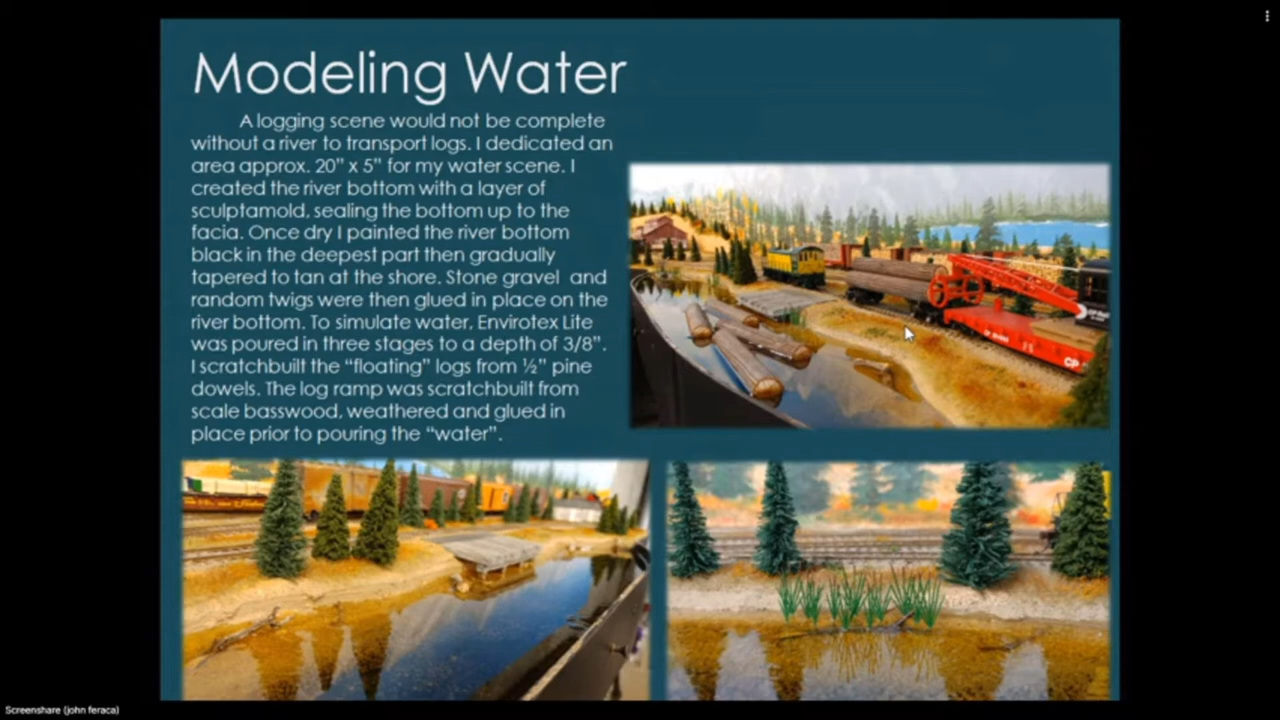 Modeling Water
A logging scene would not be complete
without a river to transport logs. I dedicated an
area approx. 20” x 5” for my water scene. I
created the river bottom with a layer of
sculptamold, sealing the bottom up to the
facia. Once dry I painted the river bottom
black in the deepest part then gradually
tapered to tan at the shore. Stone gravel and
random twigs were then glued in place on the
river bottom. To simulate water, Envirotex Lite
was poured in three stages to a depth of 3/8”.
I scratchbuilt the “floating” logs from ½” pine
dowels. The log ramp was scratchbuilt from
scale basswood, weathered and glued in
place prior to pouring the “water”.
CP
Screenshare (john feraca)